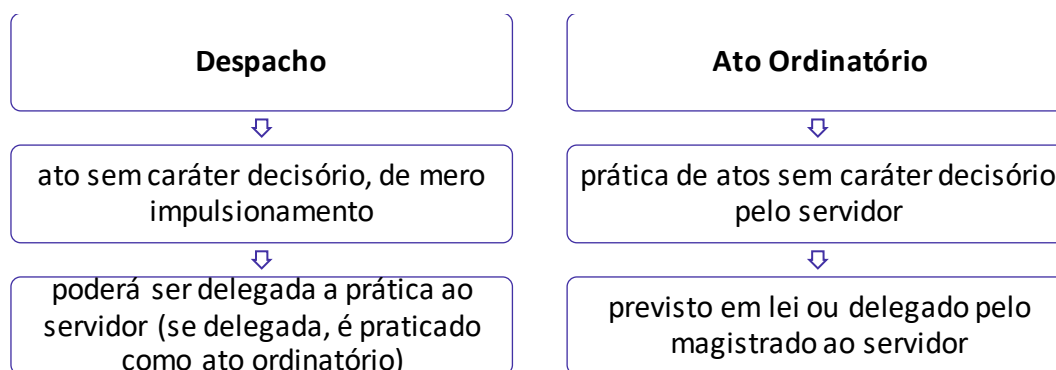 Despacho
ato sem caráter decisório, de mero
impulsionamento
poderá ser delegada a prática ao
servidor (se delegada, é praticado
como ato ordinatório)
Ato Ordinatório
prática de atos sem caráter decisório
pelo servidor
previsto em lei ou delegado pelo
magistrado ao servidor